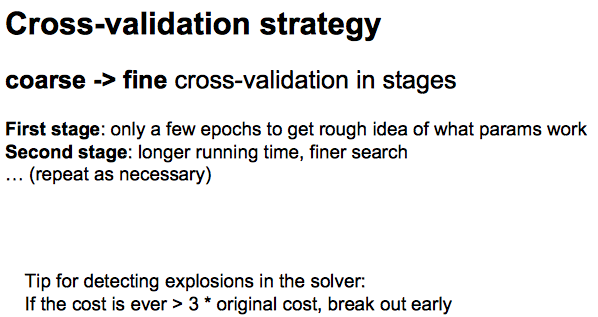 Cross-validation strategy
coarse -> fine cross-validation in stages
First stage: only a few epochs to get rough idea of what params work
Second stage: longer running time, finer search
… (repeat as necessary)
Tip for detecting explosions in the solver:
If the cost is ever > 3 * original cost, break out early